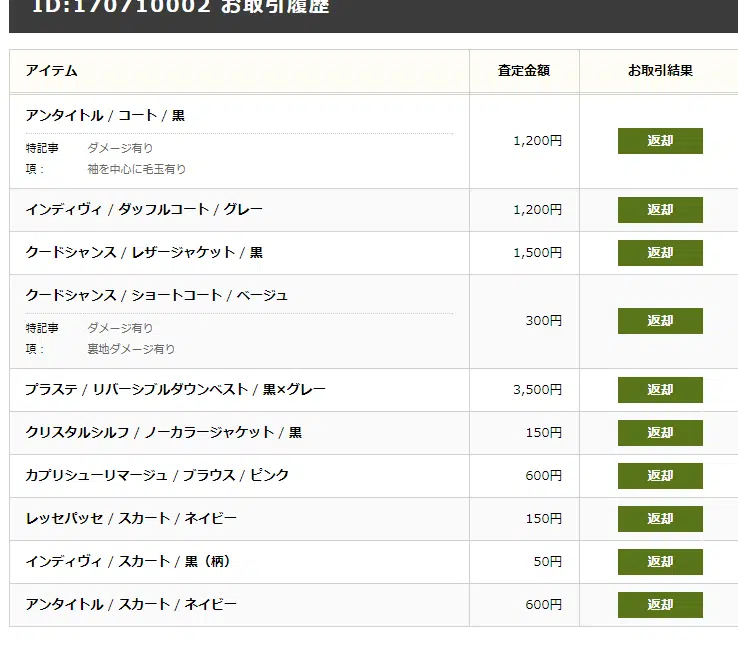 ID:170710002 お取引履歴
アイテム 査定金額 お取引結果
アンタイトル / コート / 黒
特記事項： ダメージ有り
袖を中心に毛玉有り
1,200円 返却
インディヴィ / ダッフルコート / グレー 1,200円 返却
クードシャンス / レザージャケット / 黒 1,500円 返却
クードシャンス / ショートコート / ベージュ
特記事項： ダメージ有り
裏地ダメージ有り
300円 返却
プラステ / リバーシブルダウンベスト / 黒×グレー 3,500円 返却
クリスタルシルフ / ノーカラージャケット / 黒 150円 返却
カプリシューリマージュ / ブラウス / ピンク 600円 返却
レッセパッセ / スカート / ネイビー 150円 返却
インディヴィ / スカート / 黒（柄） 50円 返却
アンタイトル / スカート / ネイビー 600円 返却